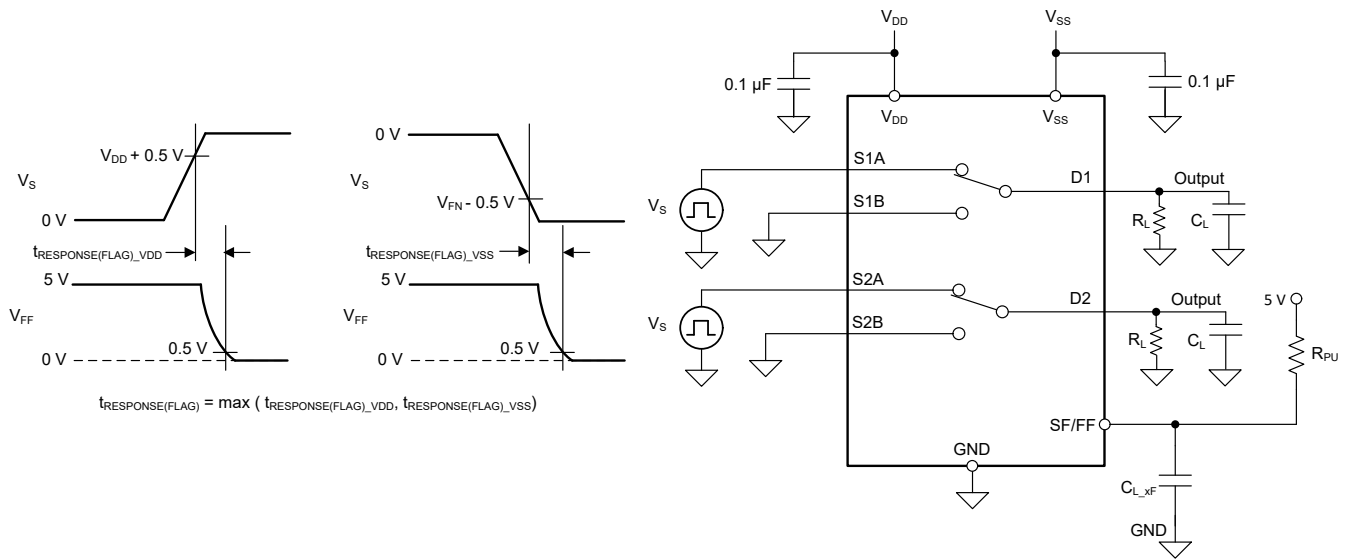 V_DD + 0.5 V
V_S
0 V
t_RESPONSE(FLAG)_VDD
5 V
V_FF
0.5 V
0 V
0 V
V_S
V_FN - 0.5 V
t_RESPONSE(FLAG)_VSS
5 V
V_FF
0.5 V
0 V
t_RESPONSE(FLAG) = max ( t_RESPONSE(FLAG)_VDD, t_RESPONSE(FLAG)_VSS)
V_DD
V_SS
0.1 µF
0.1 µF
V_DD
V_SS
S1A
D1
Output
V_S
S1B
R_L
C_L
S2A
D2
Output
5 V
V_S
S2B
R_L
C_L
R_PU
SF/FF
GND
C_L_xF
GND